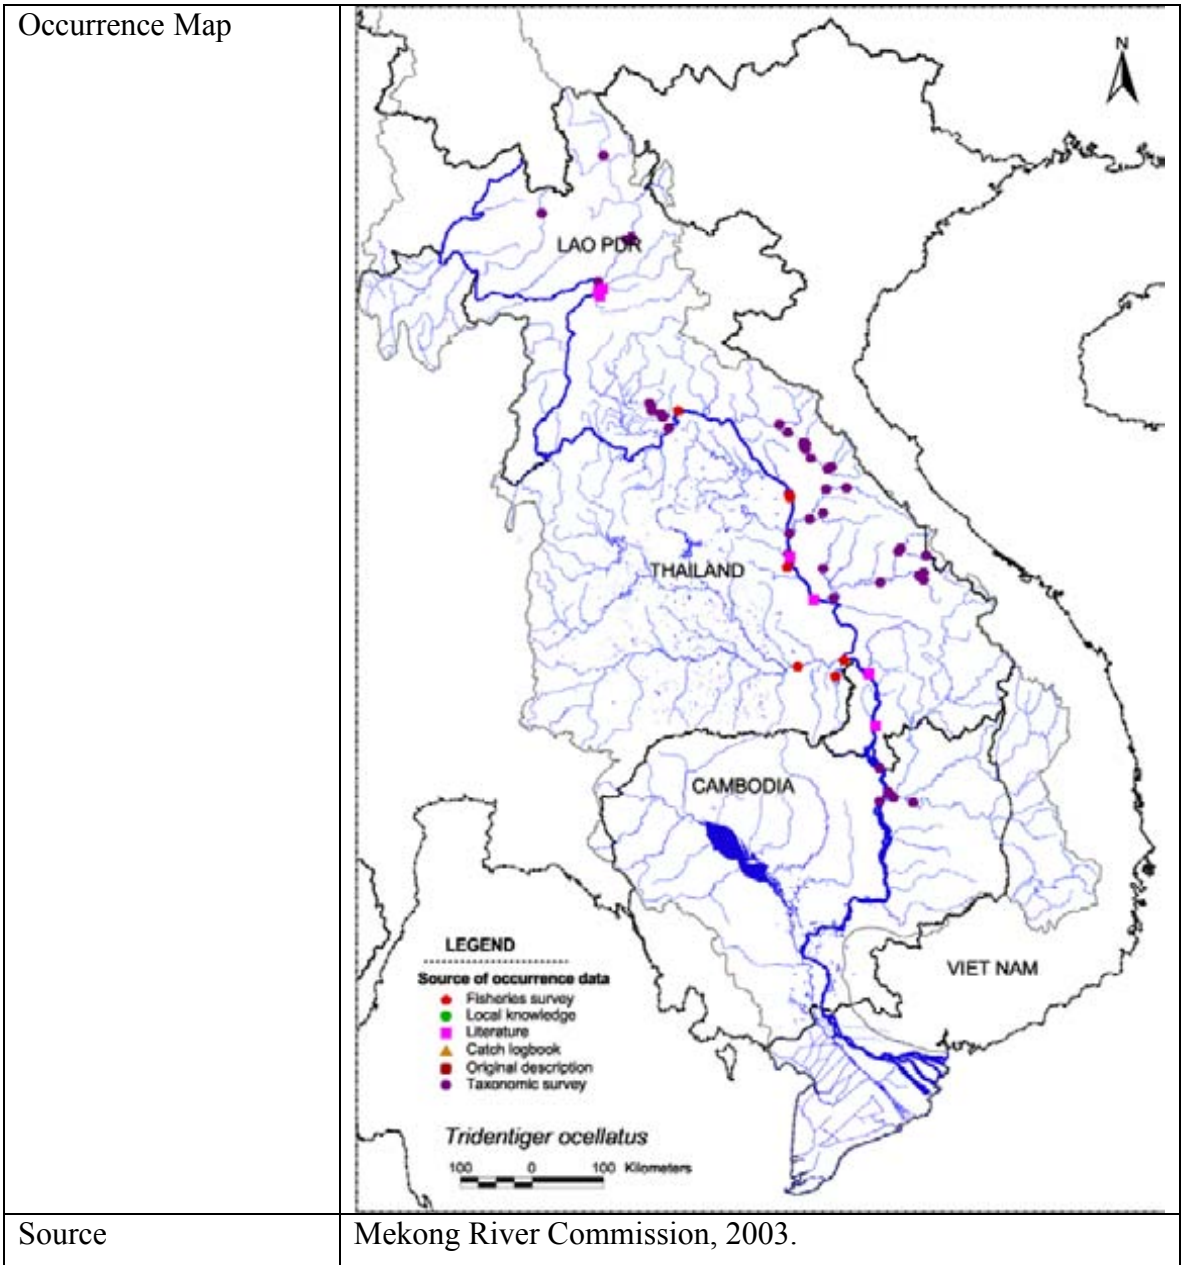 Occurrence Map
N
LAO PDR
THAILAND
CAMBODIA
VIET NAM
LEGEND
Source of occurrence data
Fisheries survey
Local knowledge
Literature
Catch logbook
Original description
Taxonomic survey
Tridentiger ocellatus
100 0 100 Kilometers
Source
Mekong River Commission, 2003.